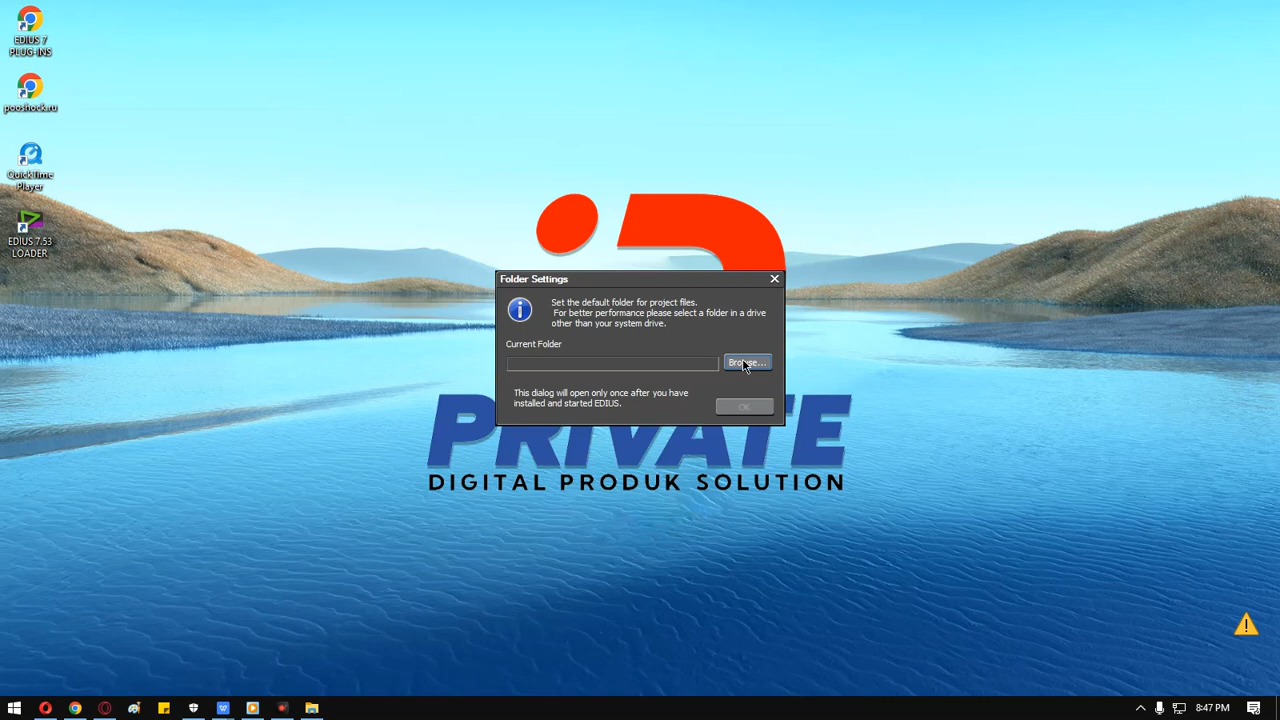 EDIUS 7
PLUG-INS
pooshock.ru
QuickTime
Player
EDIUS 7.53
LOADER
Folder Settings
Set the default folder for project files.
For better performance please select a folder in a drive
other than your system drive.
Current Folder
Browse...
This dialog will open only once after you have
installed and started EDIUS.
OK
PRIVATE
DIGITAL PRODUK SOLUTION
8:47 PM